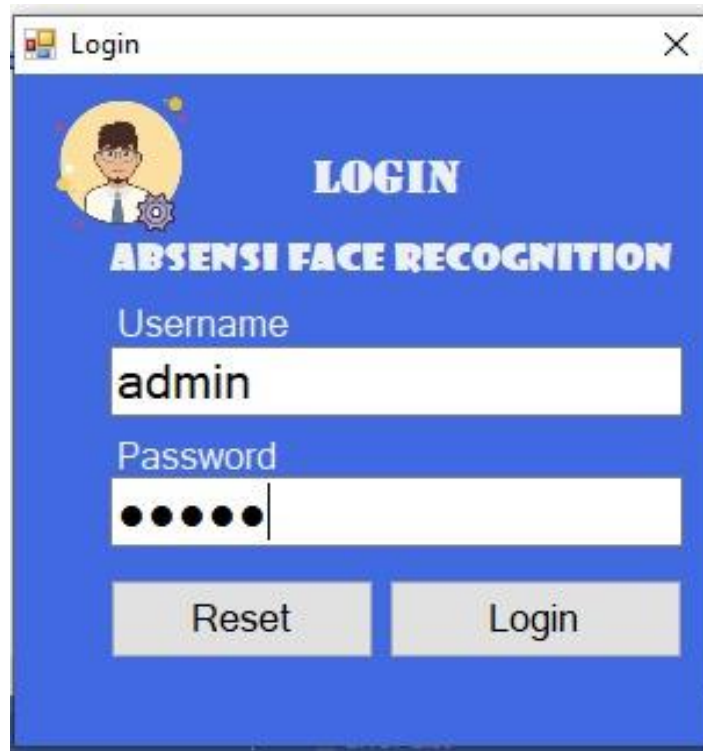 Login
LOGIN
ABSENSI FACE RECOGNITION
Username
admin
Password
●●●●●
Reset Login